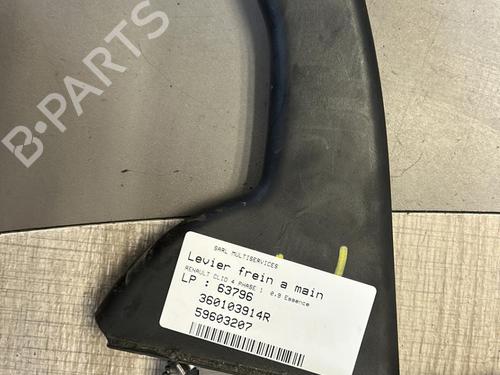 B-PARTS
SARL MULTISERVICES
Levier frein a main
RENAULT CLIO 4 PHASE 1 0.9 Essence
LP : 63796
360103914R
59603207